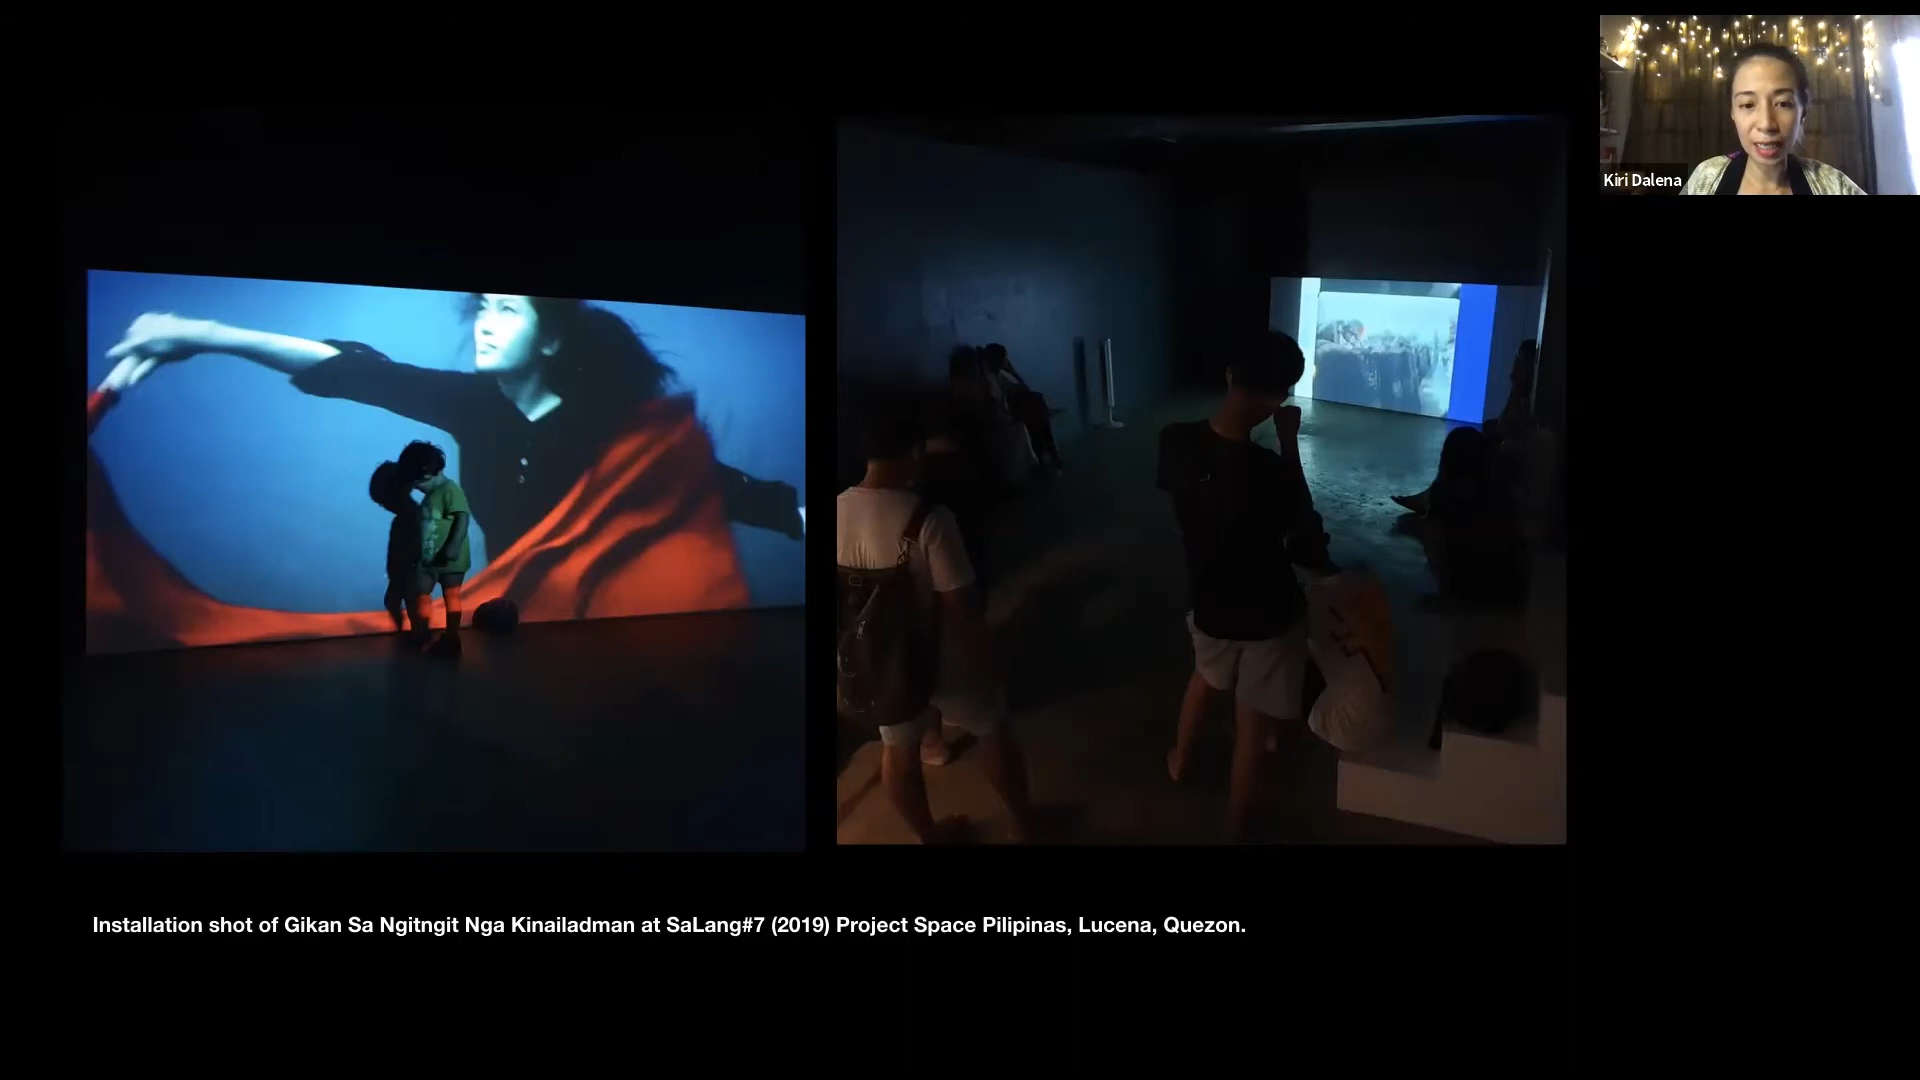 Kiri Dalena
Installation shot of Gikan Sa Ngitngit Nga Kinailadman at SaLang#7 (2019) Project Space Pilipinas, Lucena, Quezon.